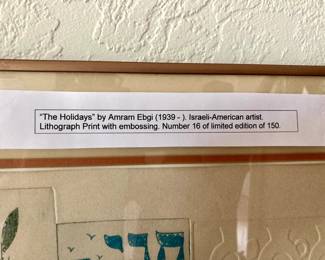 "The Holidays" by Amram Ebgi (1939 - ). Israeli-American artist.
Lithograph Print with embossing. Number 16 of limited edition of 150.